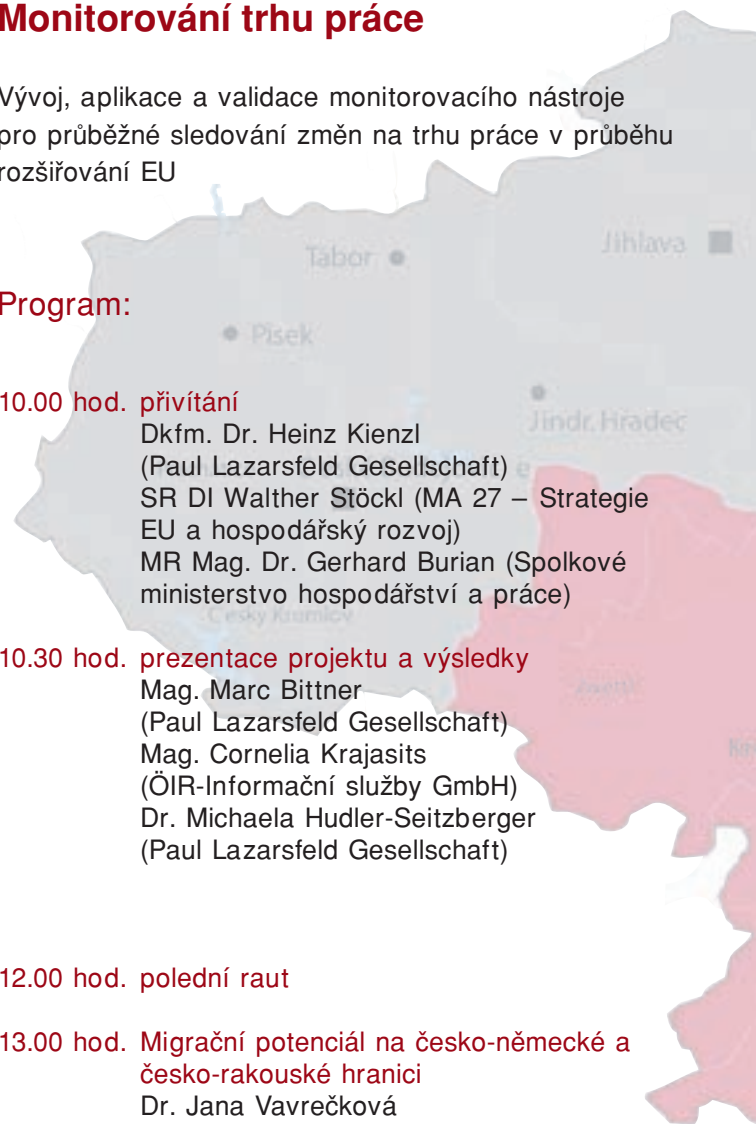 Monitorování trhu práce
Vývoj, aplikace a validace monitorovacího nástroje
pro průběžné sledování změn na trhu práce v průběhu
rozšiřování EU
Tábor
Jihlava
Program:
Písek
10.00 hod. přivítání
Jindr. Hradec
Dkfm. Dr. Heinz Kienzl
(Paul Lazarsfeld Gesellschaft)
SR DI Walther Stöckl (MA 27 – Strategie
EU a hospodářský rozvoj)
MR Mag. Dr. Gerhard Burian (Spolkové
ministerstvo hospodářství a práce)
Český Krumlov
10.30 hod. prezentace projektu a výsledky
Mag. Marc Bittner
(Paul Lazarsfeld Gesellschaft)
Mag. Cornelia Krajasits
(ÖIR-Informační služby GmbH)
Dr. Michaela Hudler-Seitzberger
(Paul Lazarsfeld Gesellschaft)
12.00 hod. polední raut
13.00 hod. Migrační potenciál na česko-německé a
česko-rakouské hranici
Dr. Jana Vavrečková